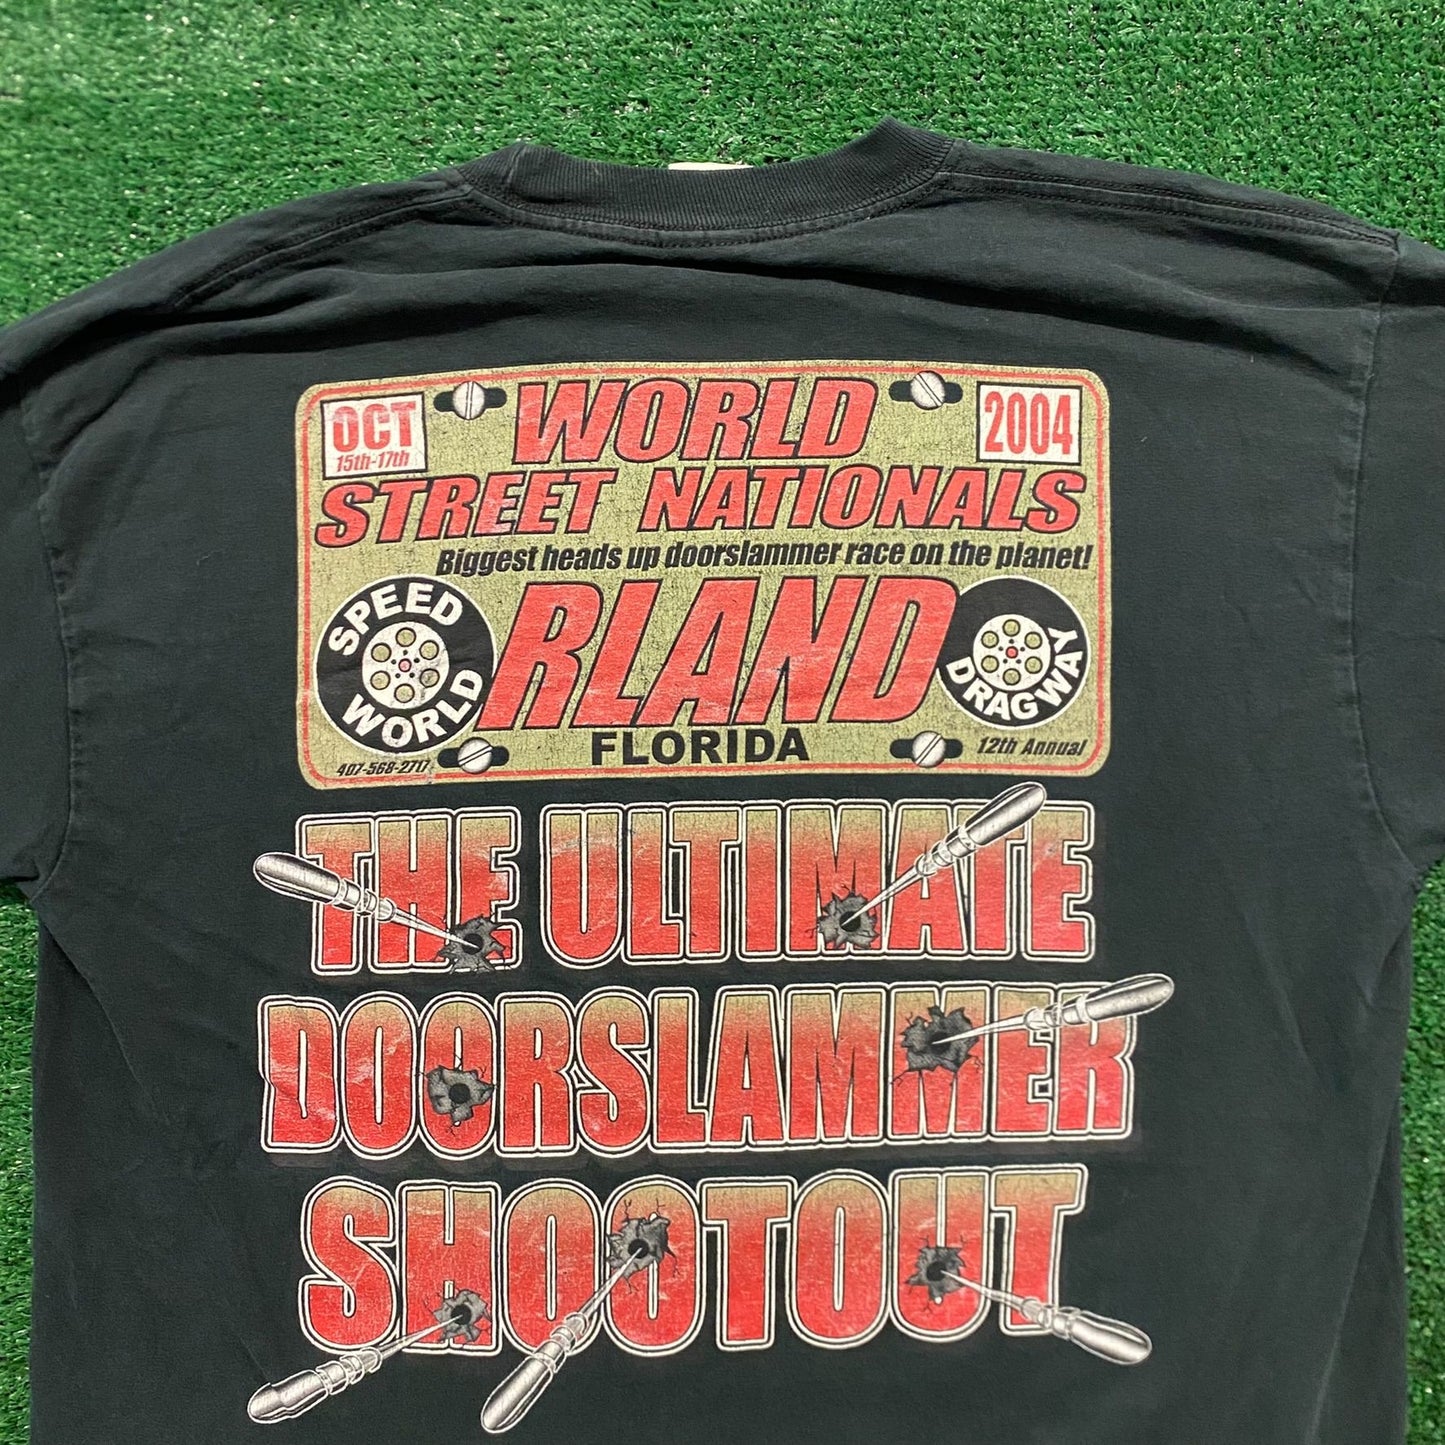 OCT
15th-17th
WORLD
2004
STREET NATIONALS
Biggest heads up doorslammer race on the planet!
SPEED
WORLD
RLAND
DRAGWAY
FLORIDA
407-568-2717
12th Annual
THE ULTIMATE
DOORSLAMMER
SHOOTOUT